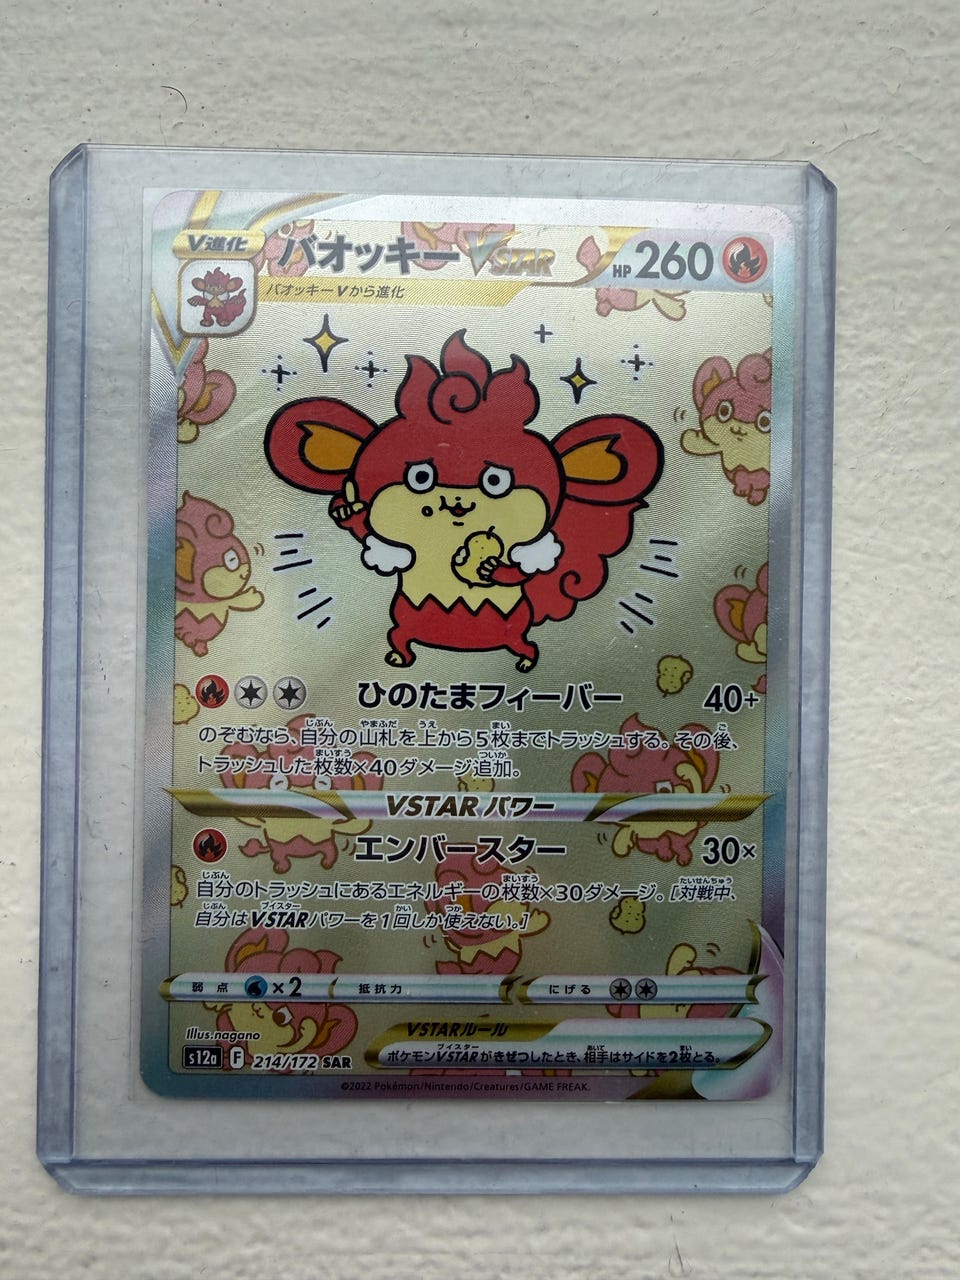 V進化
バオッキー VSTAR
HP 260
バオッキーVから進化
ひのたまフィーバー 40+
のぞむなら、自分の山札を上から5枚までトラッシュする。その後、
トラッシュした枚数×40ダメージ追加。
VSTARパワー
エンバースター 30×
自分のトラッシュにあるエネルギーの枚数×30ダメージ。[対戦中、
自分はVSTARパワーを1回しか使えない。]
弱点 ×2 抵抗力 にげる
Illus.nagano
VSTARルール
s12a F 214/172 SAR
ポケモンVSTARがきぜつしたとき、相手はサイドを2枚とる。
©2022 Pokémon/Nintendo/Creatures/GAME FREAK.